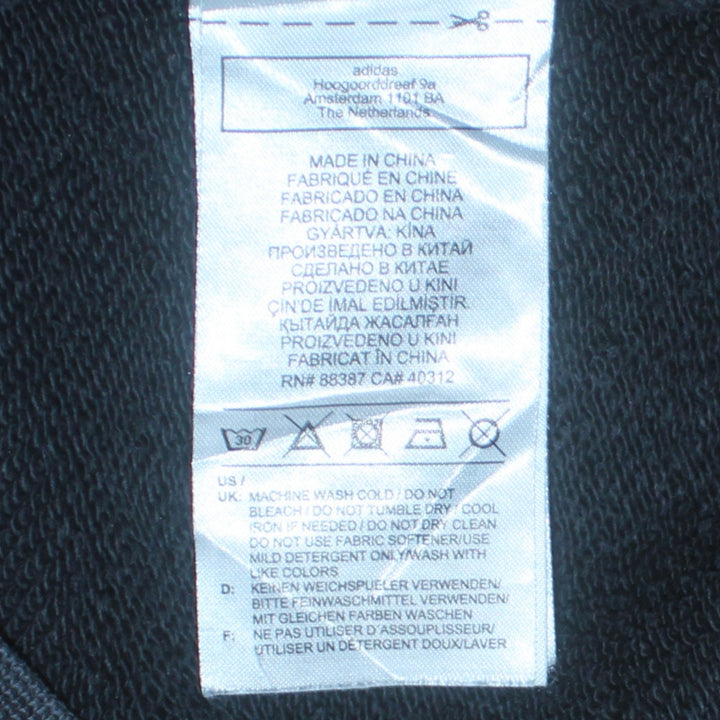 adidas
Hoogoorddreef 9a
Amsterdam 1101 BA
The Netherlands
MADE IN CHINA
FABRIQUÉ EN CHINE
FABRICADO EN CHINA
FABRICADO NA CHINA
GYÁRTVA: KÍNA
ПРОИЗВЕДЕНО В КИТАЙ
СДЕЛАНО В КИТАЕ
PROIZVEDENO U KINI
ÇİN'DE İMAL EDİLMİŞTİR.
ҚЫТАЙДА ЖАСАЛҒАН
PROIZVEDENO U KINI
FABRICAT ÎN CHINA
RN# 88387 CA# 40312
30
US /
UK: MACHINE WASH COLD / DO NOT
BLEACH / DO NOT TUMBLE DRY / COOL
IRON IF NEEDED / DO NOT DRY CLEAN
DO NOT USE FABRIC SOFTENER/USE
MILD DETERGENT ONLY/WASH WITH
LIKE COLORS
D: KEINEN WEICHSPUELER VERWENDEN/
BITTE FEINWASCHMITTEL VERWENDEN/
MIT GLEICHEN FARBEN WASCHEN
F: NE PAS UTILISER D'ASSOUPLISSEUR/
UTILISER UN DÉTERGENT DOUX/LAVER